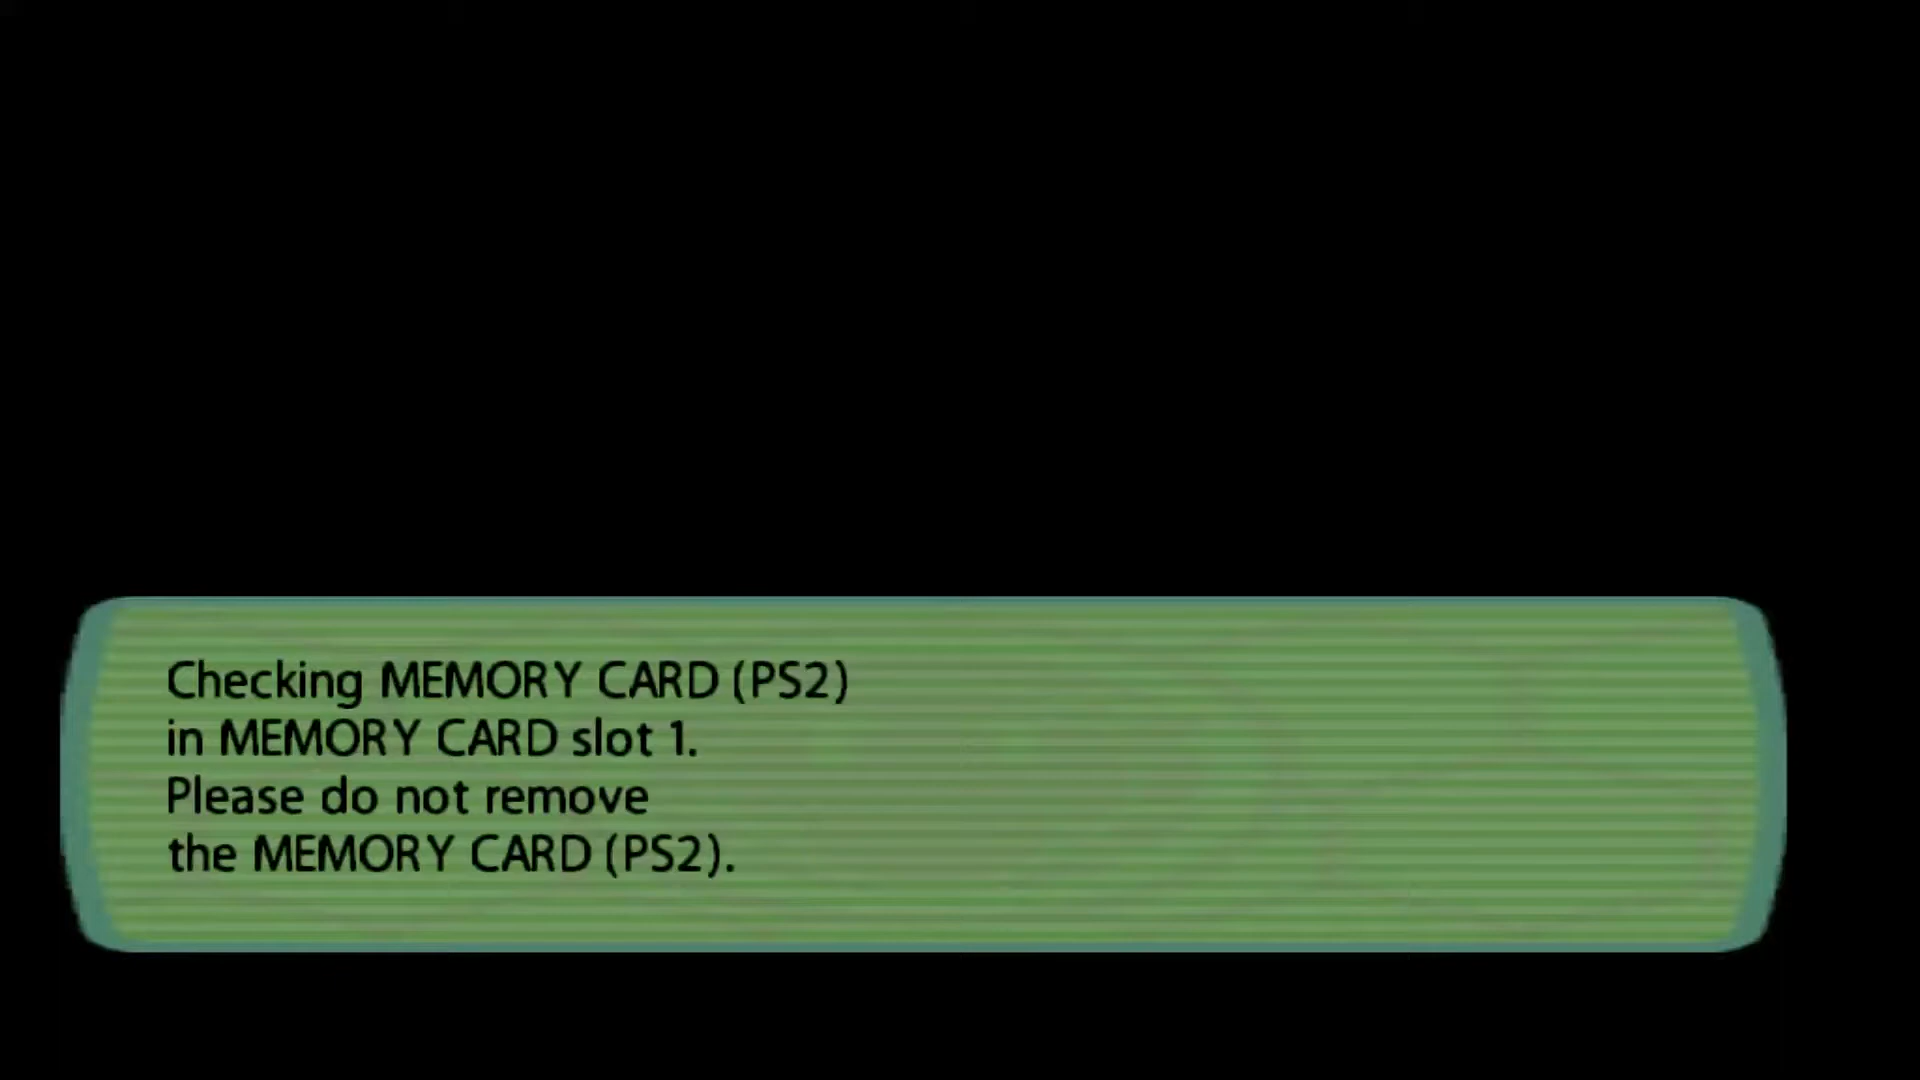 Checking MEMORY CARD (PS2)
in MEMORY CARD slot 1.
Please do not remove
the MEMORY CARD (PS2).